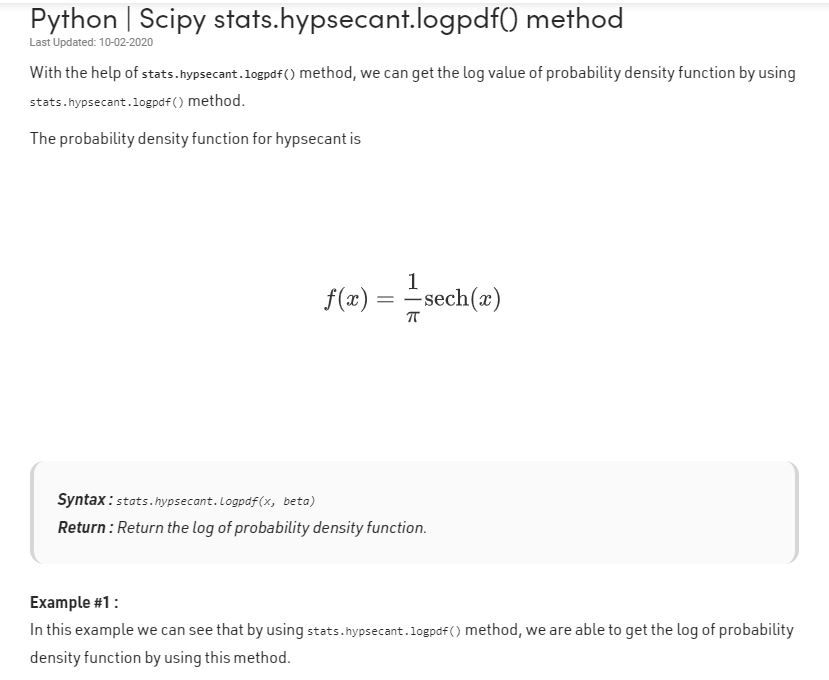 Python | Scipy stats.hypsecant.logpdf() method
Last Updated: 10-02-2020
With the help of stats.hypsecant.logpdf() method, we can get the log value of probability density function by using
stats.hypsecant.logpdf() method.
The probability density function for hypsecant is
f(x) = 1/π sech(x)
Syntax : stats.hypsecant.logpdf(x, beta)
Return : Return the log of probability density function.
Example #1 :
In this example we can see that by using stats.hypsecant.logpdf() method, we are able to get the log of probability
density function by using this method.